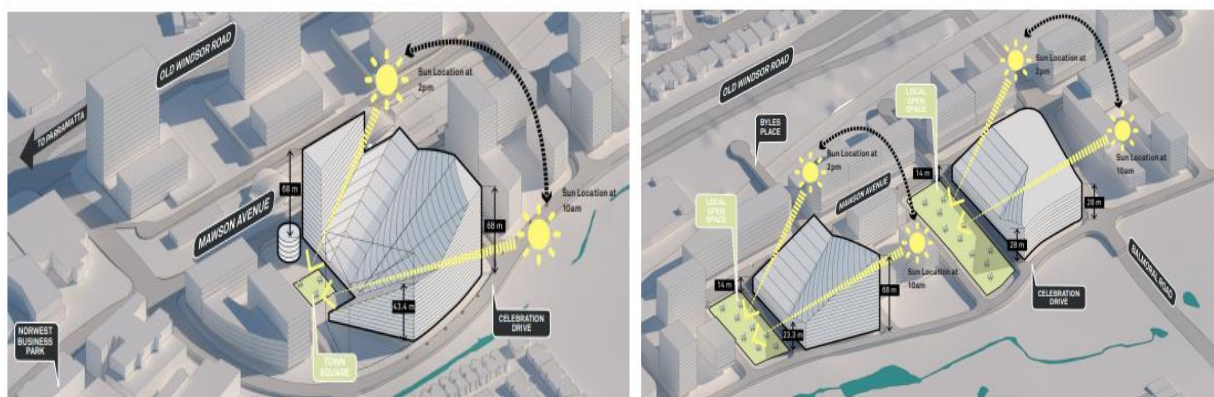 OLD WINDSOR ROAD
TO PARRAMATTA
Sun Location at
2pm
68 m
MAWSON AVENUE
68 m
Sun Location at
10am
43.4 m
NORWEST
BUSINESS
PARK
TOWN
SQUARE
CELEBRATION
DRIVE
OLD WINDSOR ROAD
Sun Location at
2pm
LOCAL
OPEN
SPACE
BYLES
PLACE
Sun Location at
2pm
Sun Location at
10am
14 m
MAWSON AVENUE
LOCAL
OPEN
SPACE
28 m
28 m
BALMORAL ROAD
14 m
Sun Location at
10am
68 m
CELEBRATION
DRIVE
23.3 m